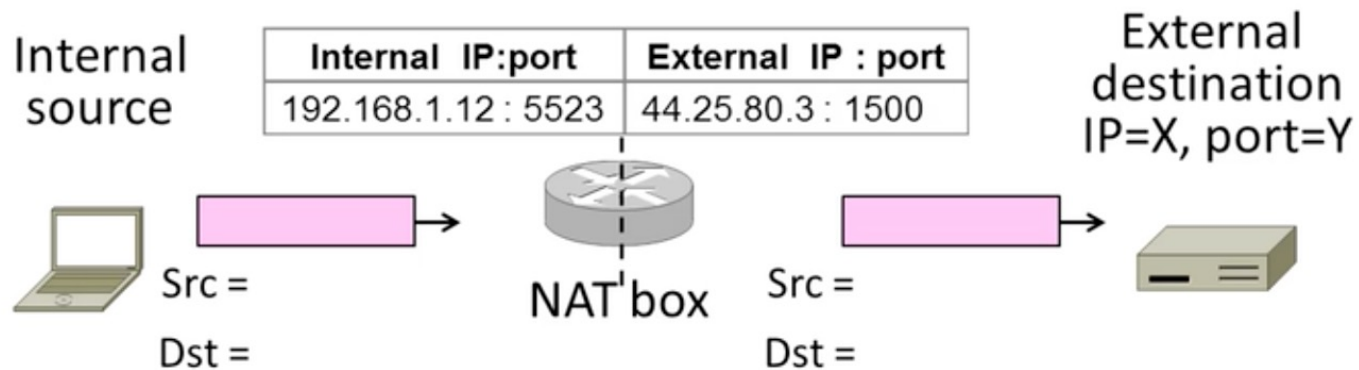 Internal
source
Internal IP:port
External IP : port
192.168.1.12 : 5523
44.25.80.3 : 1500
External
destination
IP=X, port=Y
Src =
Dst =
NAT box
Src =
Dst =